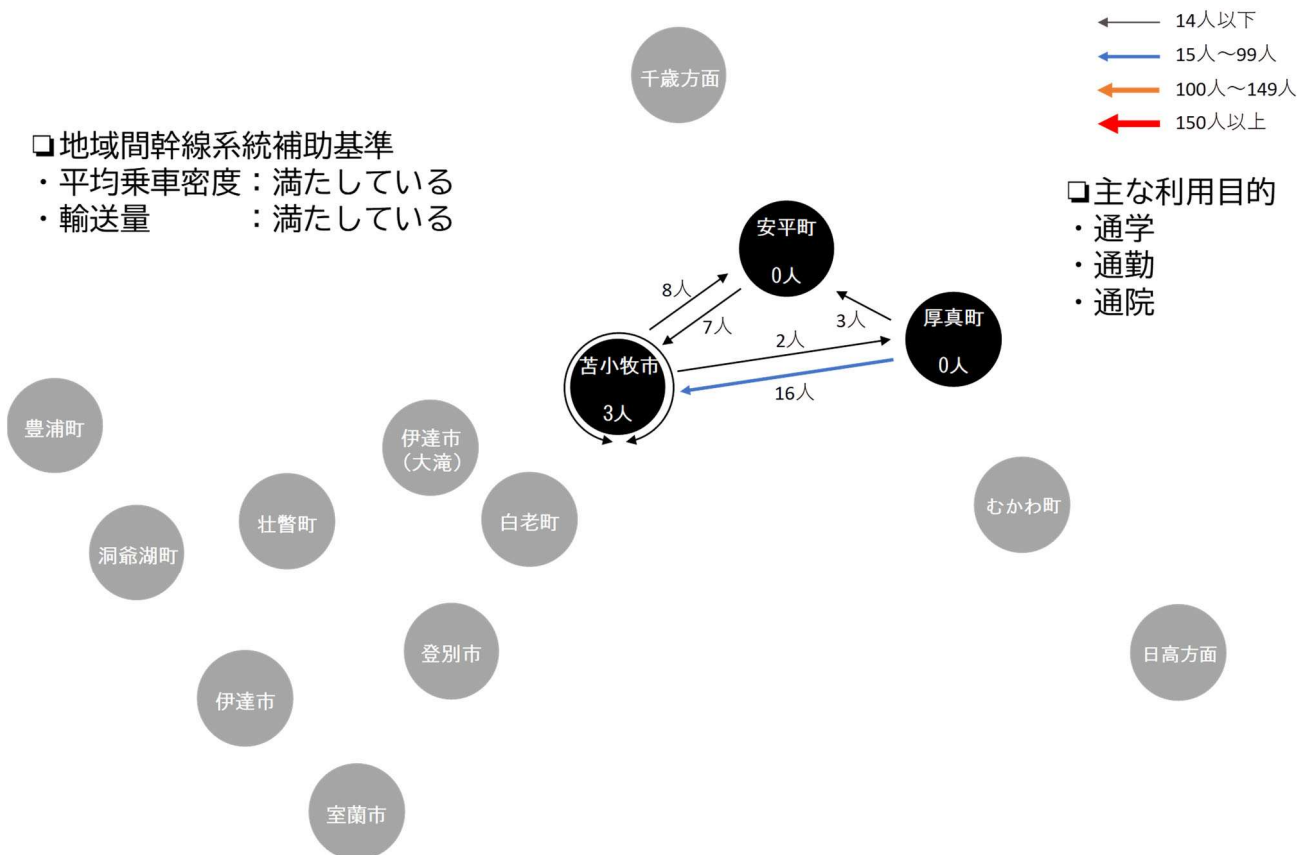 14人以下
15人～99人
100人～149人
150人以上
千歳方面
❏地域間幹線系統補助基準
・平均乗車密度：満たしている
・輸送量　　　：満たしている
❏主な利用目的
・通学
・通勤
・通院
安平町
0人
8人
7人
3人
厚真町
0人
2人
16人
苫小牧市
3人
豊浦町
伊達市
（大滝）
壮瞥町
白老町
洞爺湖町
むかわ町
登別市
日高方面
伊達市
室蘭市